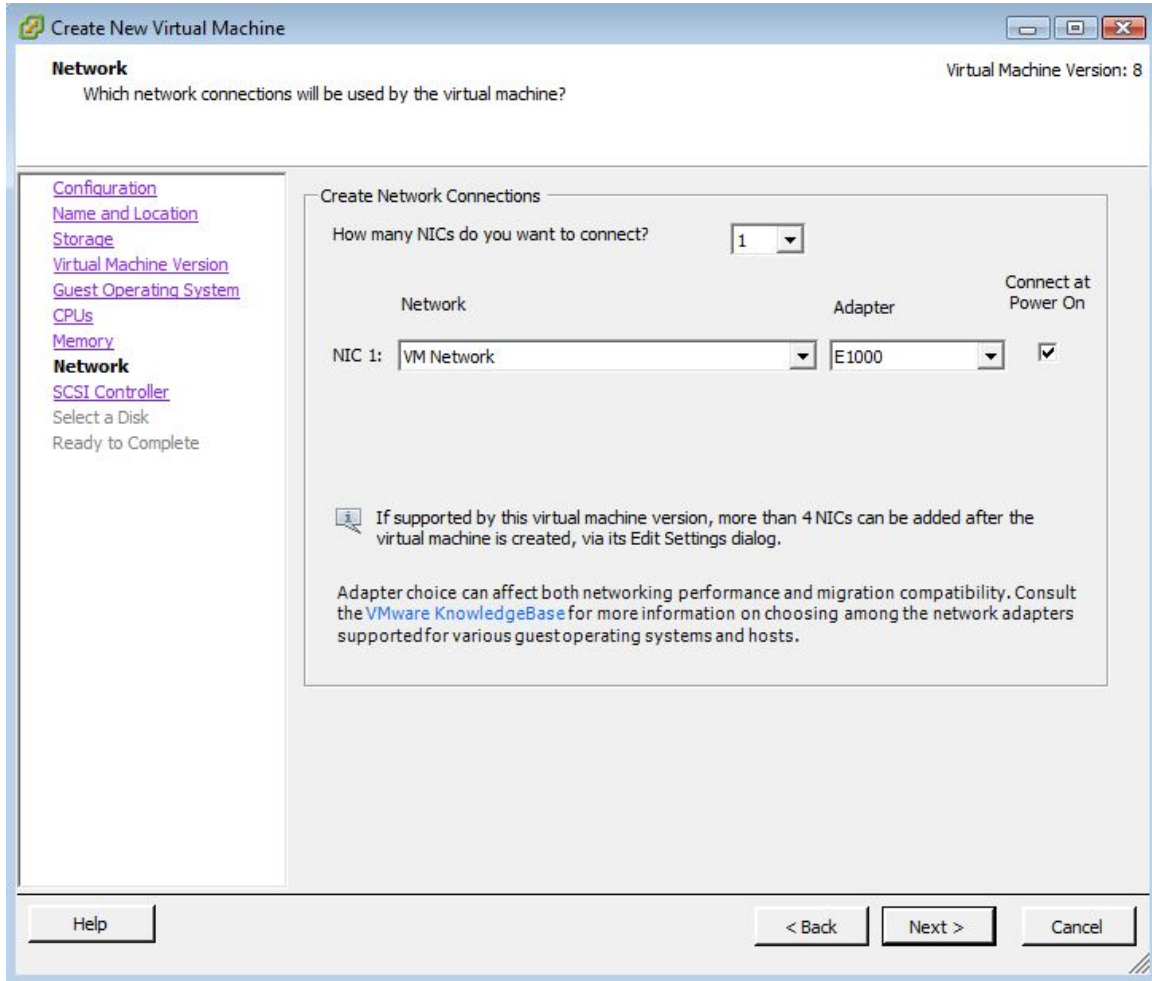 Create New Virtual Machine
Network
Virtual Machine Version: 8
Which network connections will be used by the virtual machine?
Configuration
Name and Location
Storage
Virtual Machine Version
Guest Operating System
CPUs
Memory
Network
SCSI Controller
Select a Disk
Ready to Complete
Create Network Connections
How many NICs do you want to connect?
1
Network
Adapter
Connect at
Power On
NIC 1:
VM Network
E1000
If supported by this virtual machine version, more than 4 NICs can be added after the
virtual machine is created, via its Edit Settings dialog.
Adapter choice can affect both networking performance and migration compatibility. Consult
the VMware KnowledgeBase for more information on choosing among the network adapters
supported for various guest operating systems and hosts.
Help
< Back
Next >
Cancel